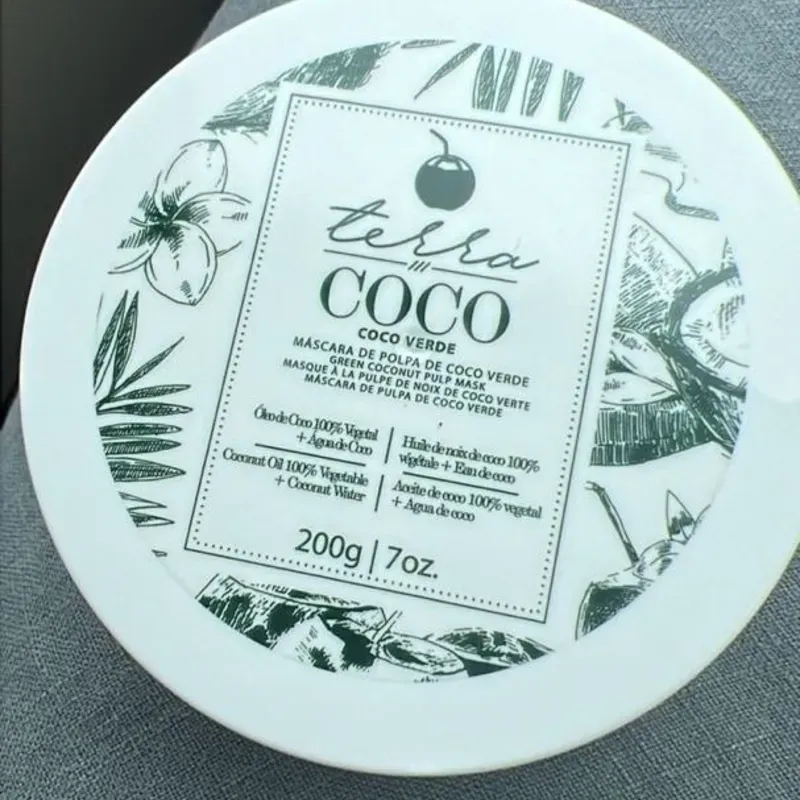 terra
COCO
COCO VERDE
MÁSCARA DE POLPA DE COCO VERDE
GREEN COCONUT PULP MASK
MASQUE À LA PULPE DE NOIX DE COCO VERTE
MÁSCARA DE PULPA DE COCO VERDE
Óleo de Coco 100% Vegetal
+ Água de Coco
Huile de noix de coco 100%
végétale + Eau de coco
Coconut Oil 100% Vegetable
+ Coconut Water
Aceite de coco 100% vegetal
+ Agua de coco
200g | 7oz.